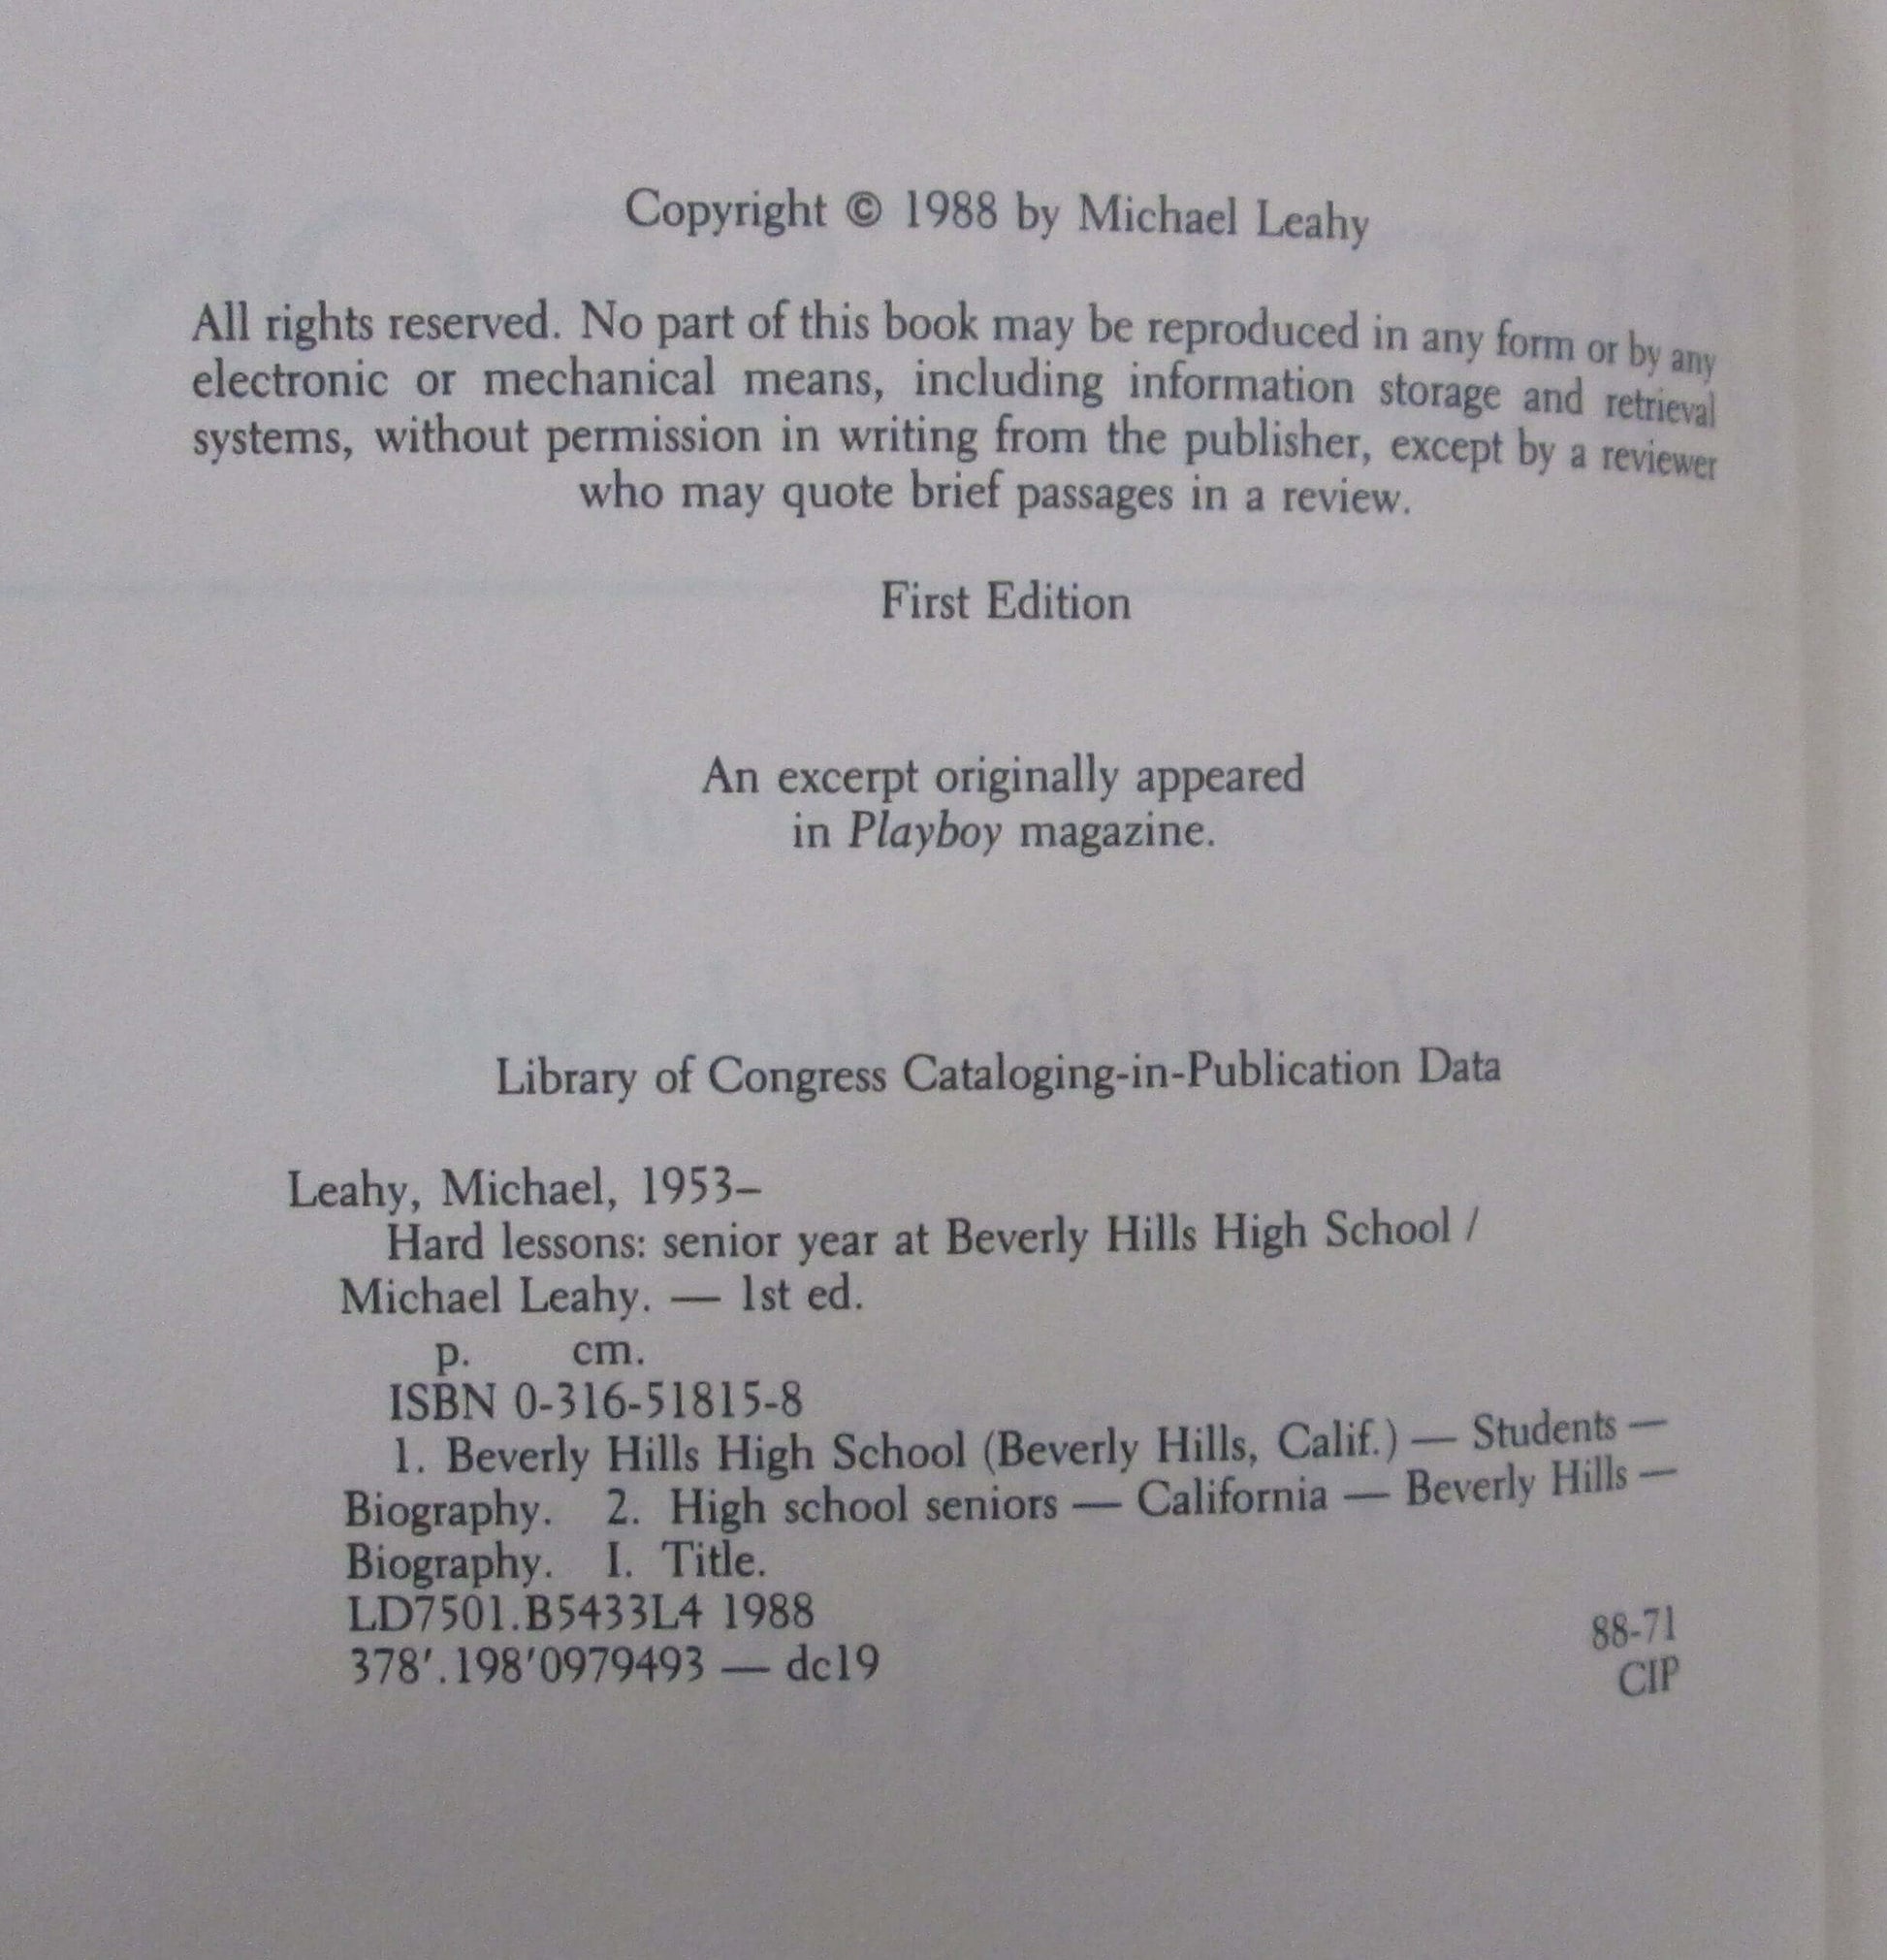 Copyright © 1988 by Michael Leahy
All rights reserved. No part of this book may be reproduced in any form or by any
electronic or mechanical means, including information storage and retrieval
systems, without permission in writing from the publisher, except by a reviewer
who may quote brief passages in a review.
First Edition
An excerpt originally appeared
in Playboy magazine.
Library of Congress Cataloging-in-Publication Data
Leahy, Michael, 1953–
Hard lessons: senior year at Beverly Hills High School /
Michael Leahy. — 1st ed.
p. cm.
ISBN 0-316-51815-8
1. Beverly Hills High School (Beverly Hills, Calif.) — Students —
Biography. 2. High school seniors — California — Beverly Hills —
Biography. I. Title.
LD7501.B5433L4 1988
378′.198′0979493 — dc19
88-71
CIP